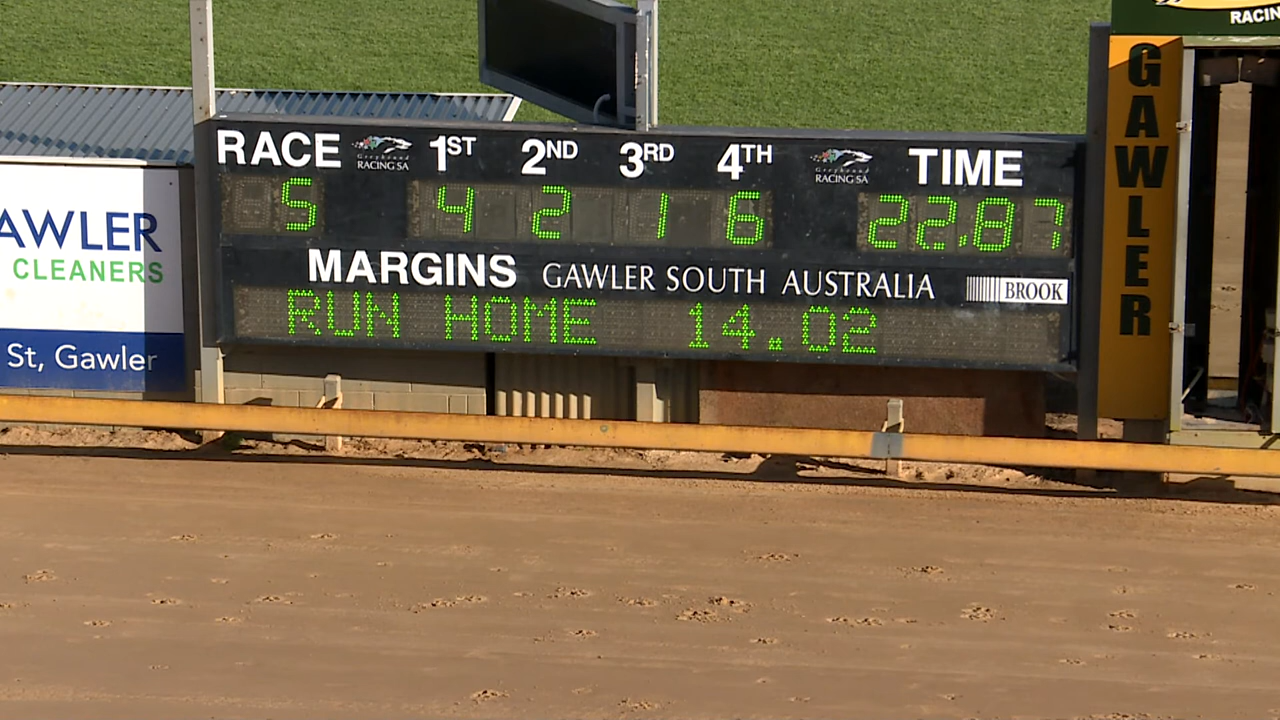 RACING
RACE Greyhound RACING SA 1ST 2ND 3RD 4TH Greyhound RACING SA TIME
5 4 2 1 6 22.87
MARGINS GAWLER SOUTH AUSTRALIA BROOK
RUN HOME 14.02
AWLER
CLEANERS
St, Gawler
GAWLER